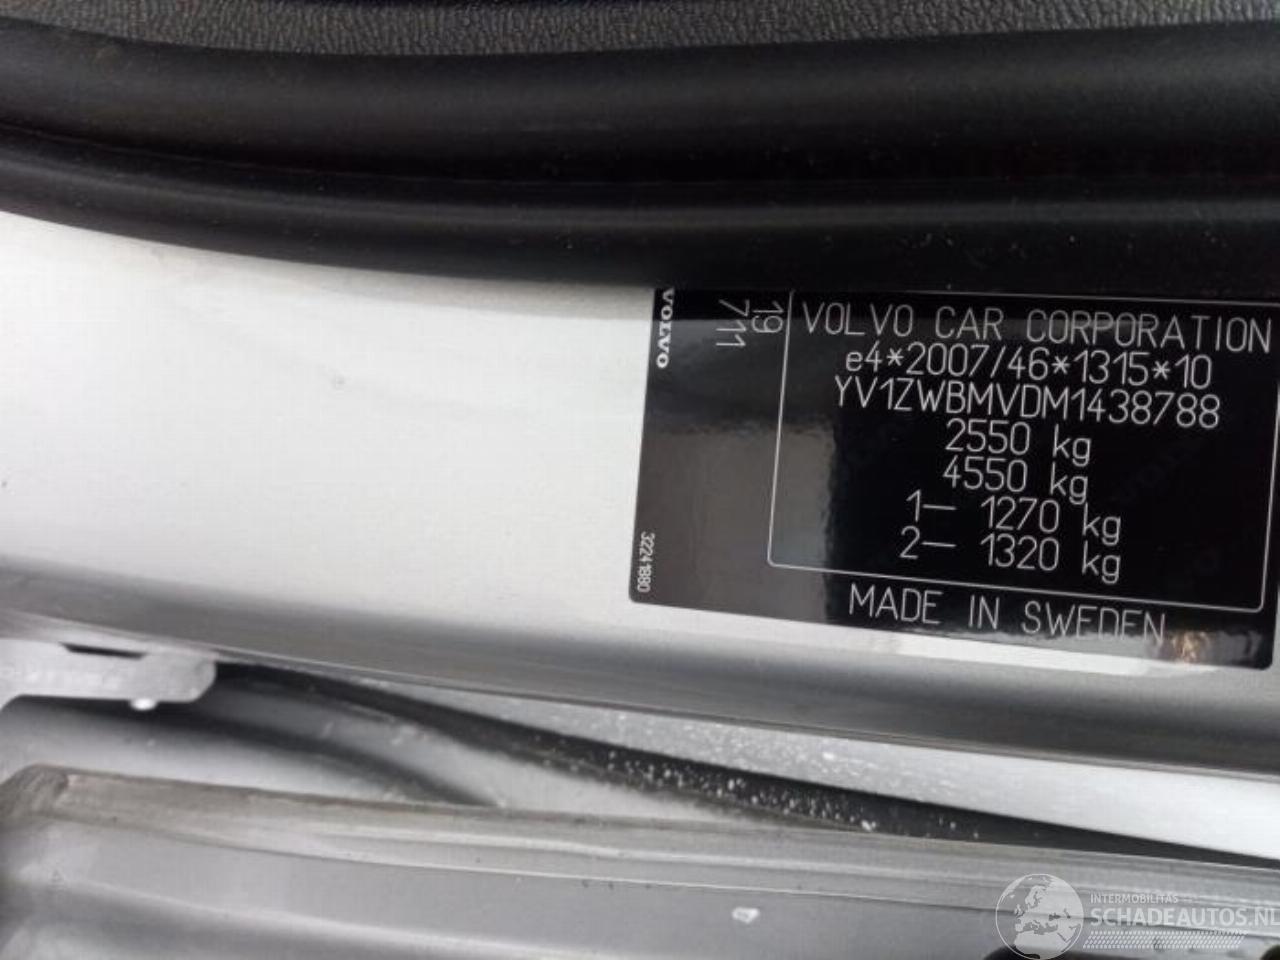 VOLVO
711
19
VOLVO CAR CORPORATION
e4*2007/46*1315*10
YV1ZWBMVDM1438788
2550 kg
4550 kg
1— 1270 kg
2— 1320 kg
MADE IN SWEDEN
32241880
INTERMOBILITAS
SCHADEAUTOS.NL